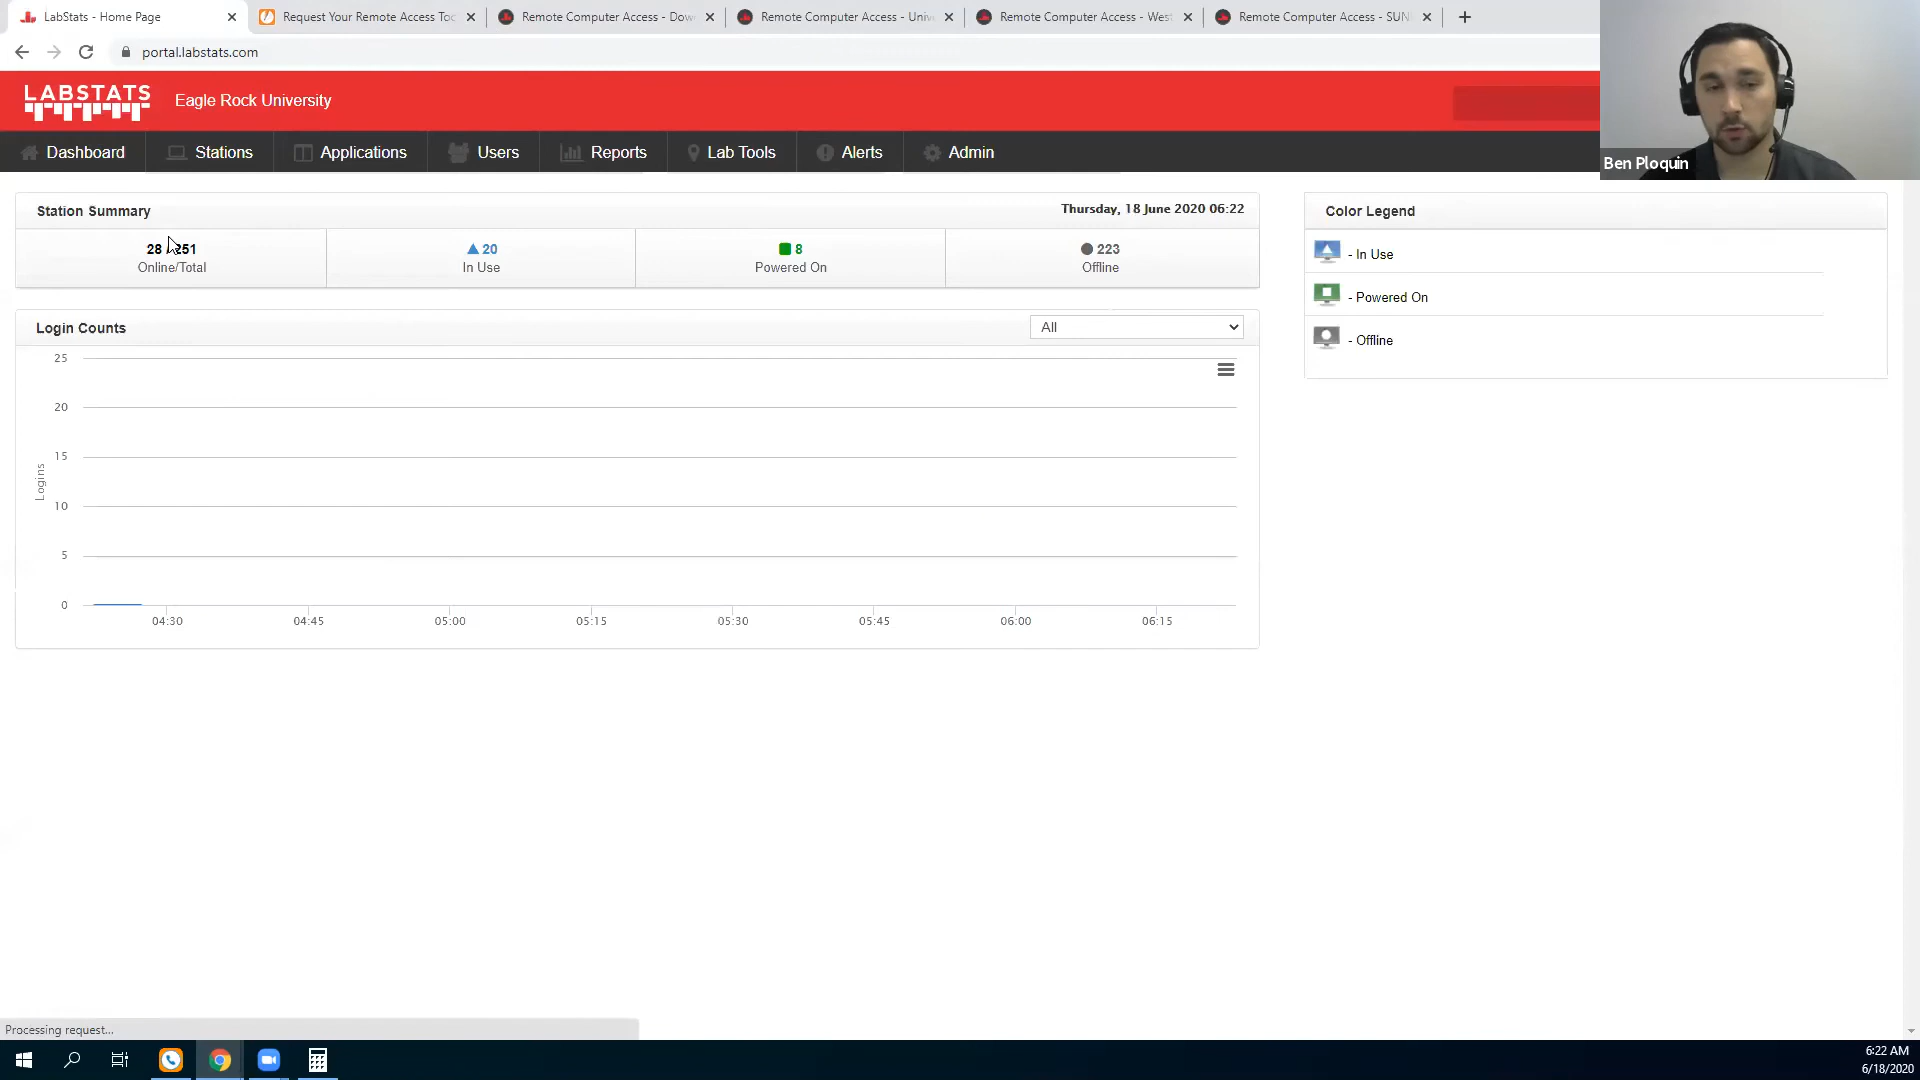 LabStats - Home Page
Request Your Remote Access Too
Remote Computer Access - Dow
Remote Computer Access - Univ
Remote Computer Access - West
Remote Computer Access - SUN
portal.labstats.com
LABSTATS
Eagle Rock University
Dashboard
Stations
Applications
Users
Reports
Lab Tools
Alerts
Admin
Ben Ploquin
Station Summary
Thursday, 18 June 2020 06:22
28 251
20
8
223
Online/Total
In Use
Powered On
Offline
Color Legend
- In Use
- Powered On
- Offline
Login Counts
All
25
20
15
10
5
0
Logins
04:30
04:45
05:00
05:15
05:30
05:45
06:00
06:15
Processing request...
6:22 AM
6/18/2020